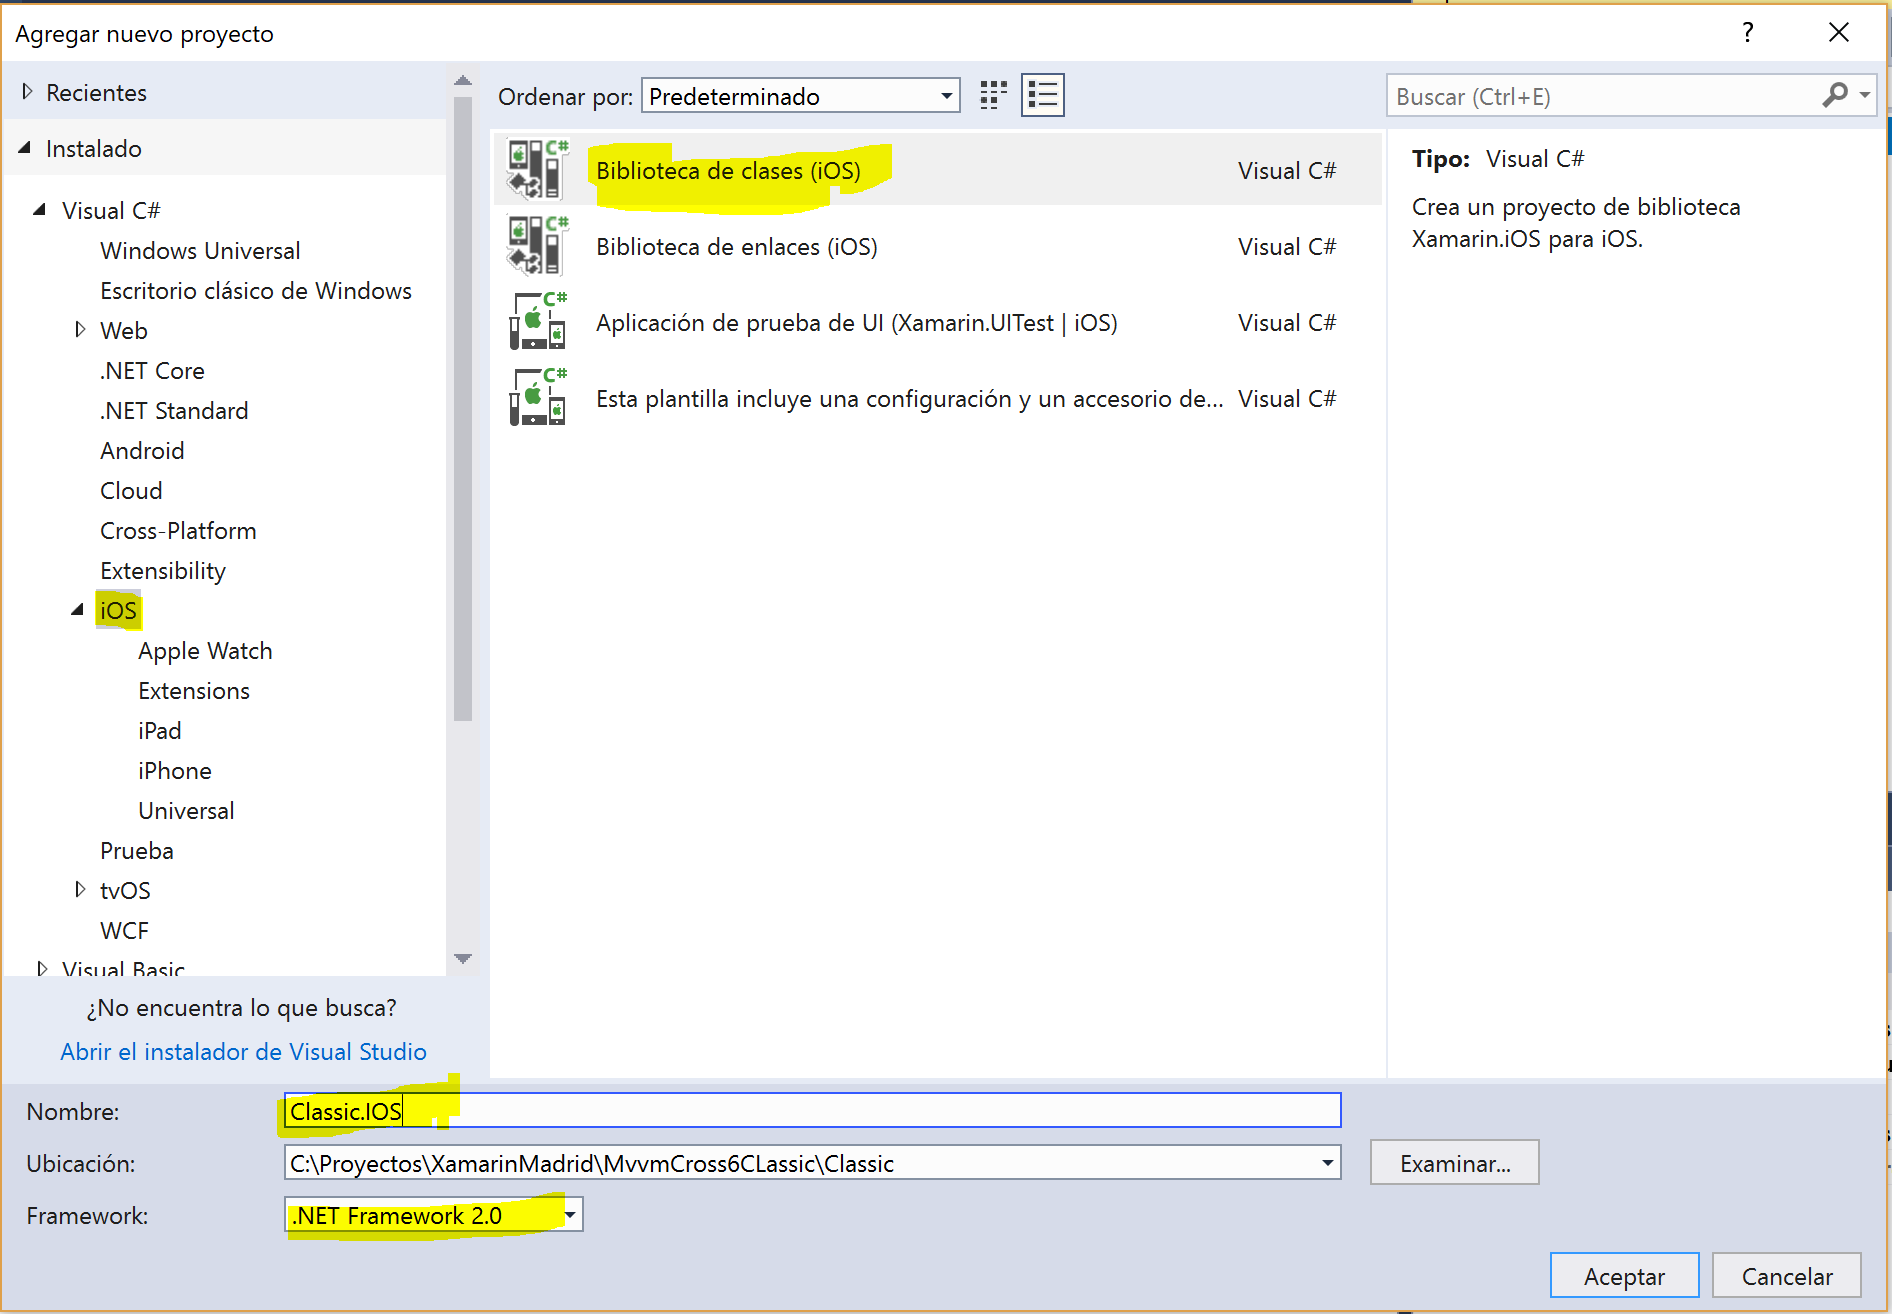 Agregar nuevo proyecto
?
Recientes
Instalado
Visual C#
Windows Universal
Escritorio clásico de Windows
Web
.NET Core
.NET Standard
Android
Cloud
Cross-Platform
Extensibility
iOS
Apple Watch
Extensions
iPad
iPhone
Universal
Prueba
tvOS
WCF
Visual Basic
¿No encuentra lo que busca?
Abrir el instalador de Visual Studio
Ordenar por: Predeterminado
Buscar (Ctrl+E)
C# Biblioteca de clases (iOS) Visual C#
C# Biblioteca de enlaces (iOS) Visual C#
C# Aplicación de prueba de UI (Xamarin.UITest | iOS) Visual C#
C# Esta plantilla incluye una configuración y un accesorio de... Visual C#
Tipo: Visual C#
Crea un proyecto de biblioteca
Xamarin.iOS para iOS.
Nombre: Classic.IOS
Ubicación: C:\Proyectos\XamarinMadrid\MvvmCross6CLassic\Classic Examinar...
Framework: .NET Framework 2.0
Aceptar Cancelar